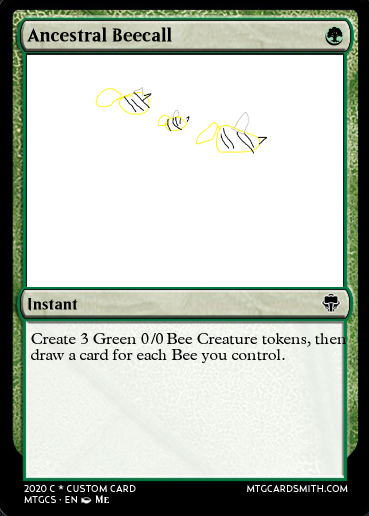 Ancestral Beecall
Instant
Create 3 Green 0/0 Bee Creature tokens, then
draw a card for each Bee you control.
2020 C * CUSTOM CARD
MTGCARDSMITH.COM
MTGCS · EN Me